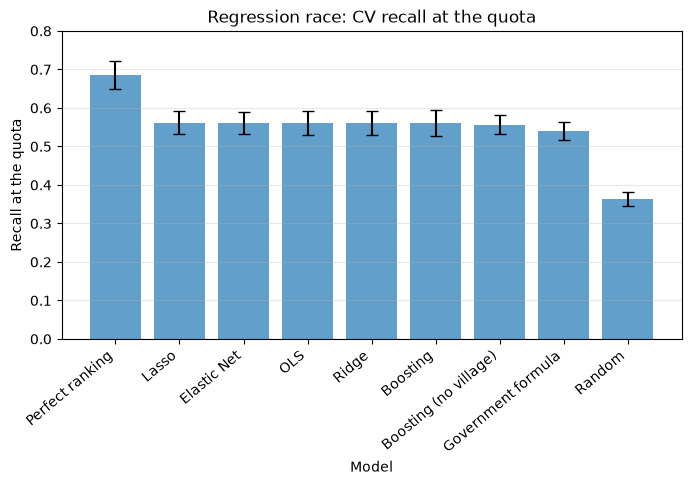 Regression race: CV recall at the quota
Recall at the quota
0.8
0.7
0.6
0.5
0.4
0.3
0.2
0.1
0.0
Perfect ranking
Lasso
Elastic Net
OLS
Ridge
Boosting
Boosting (no village)
Government formula
Random
Model